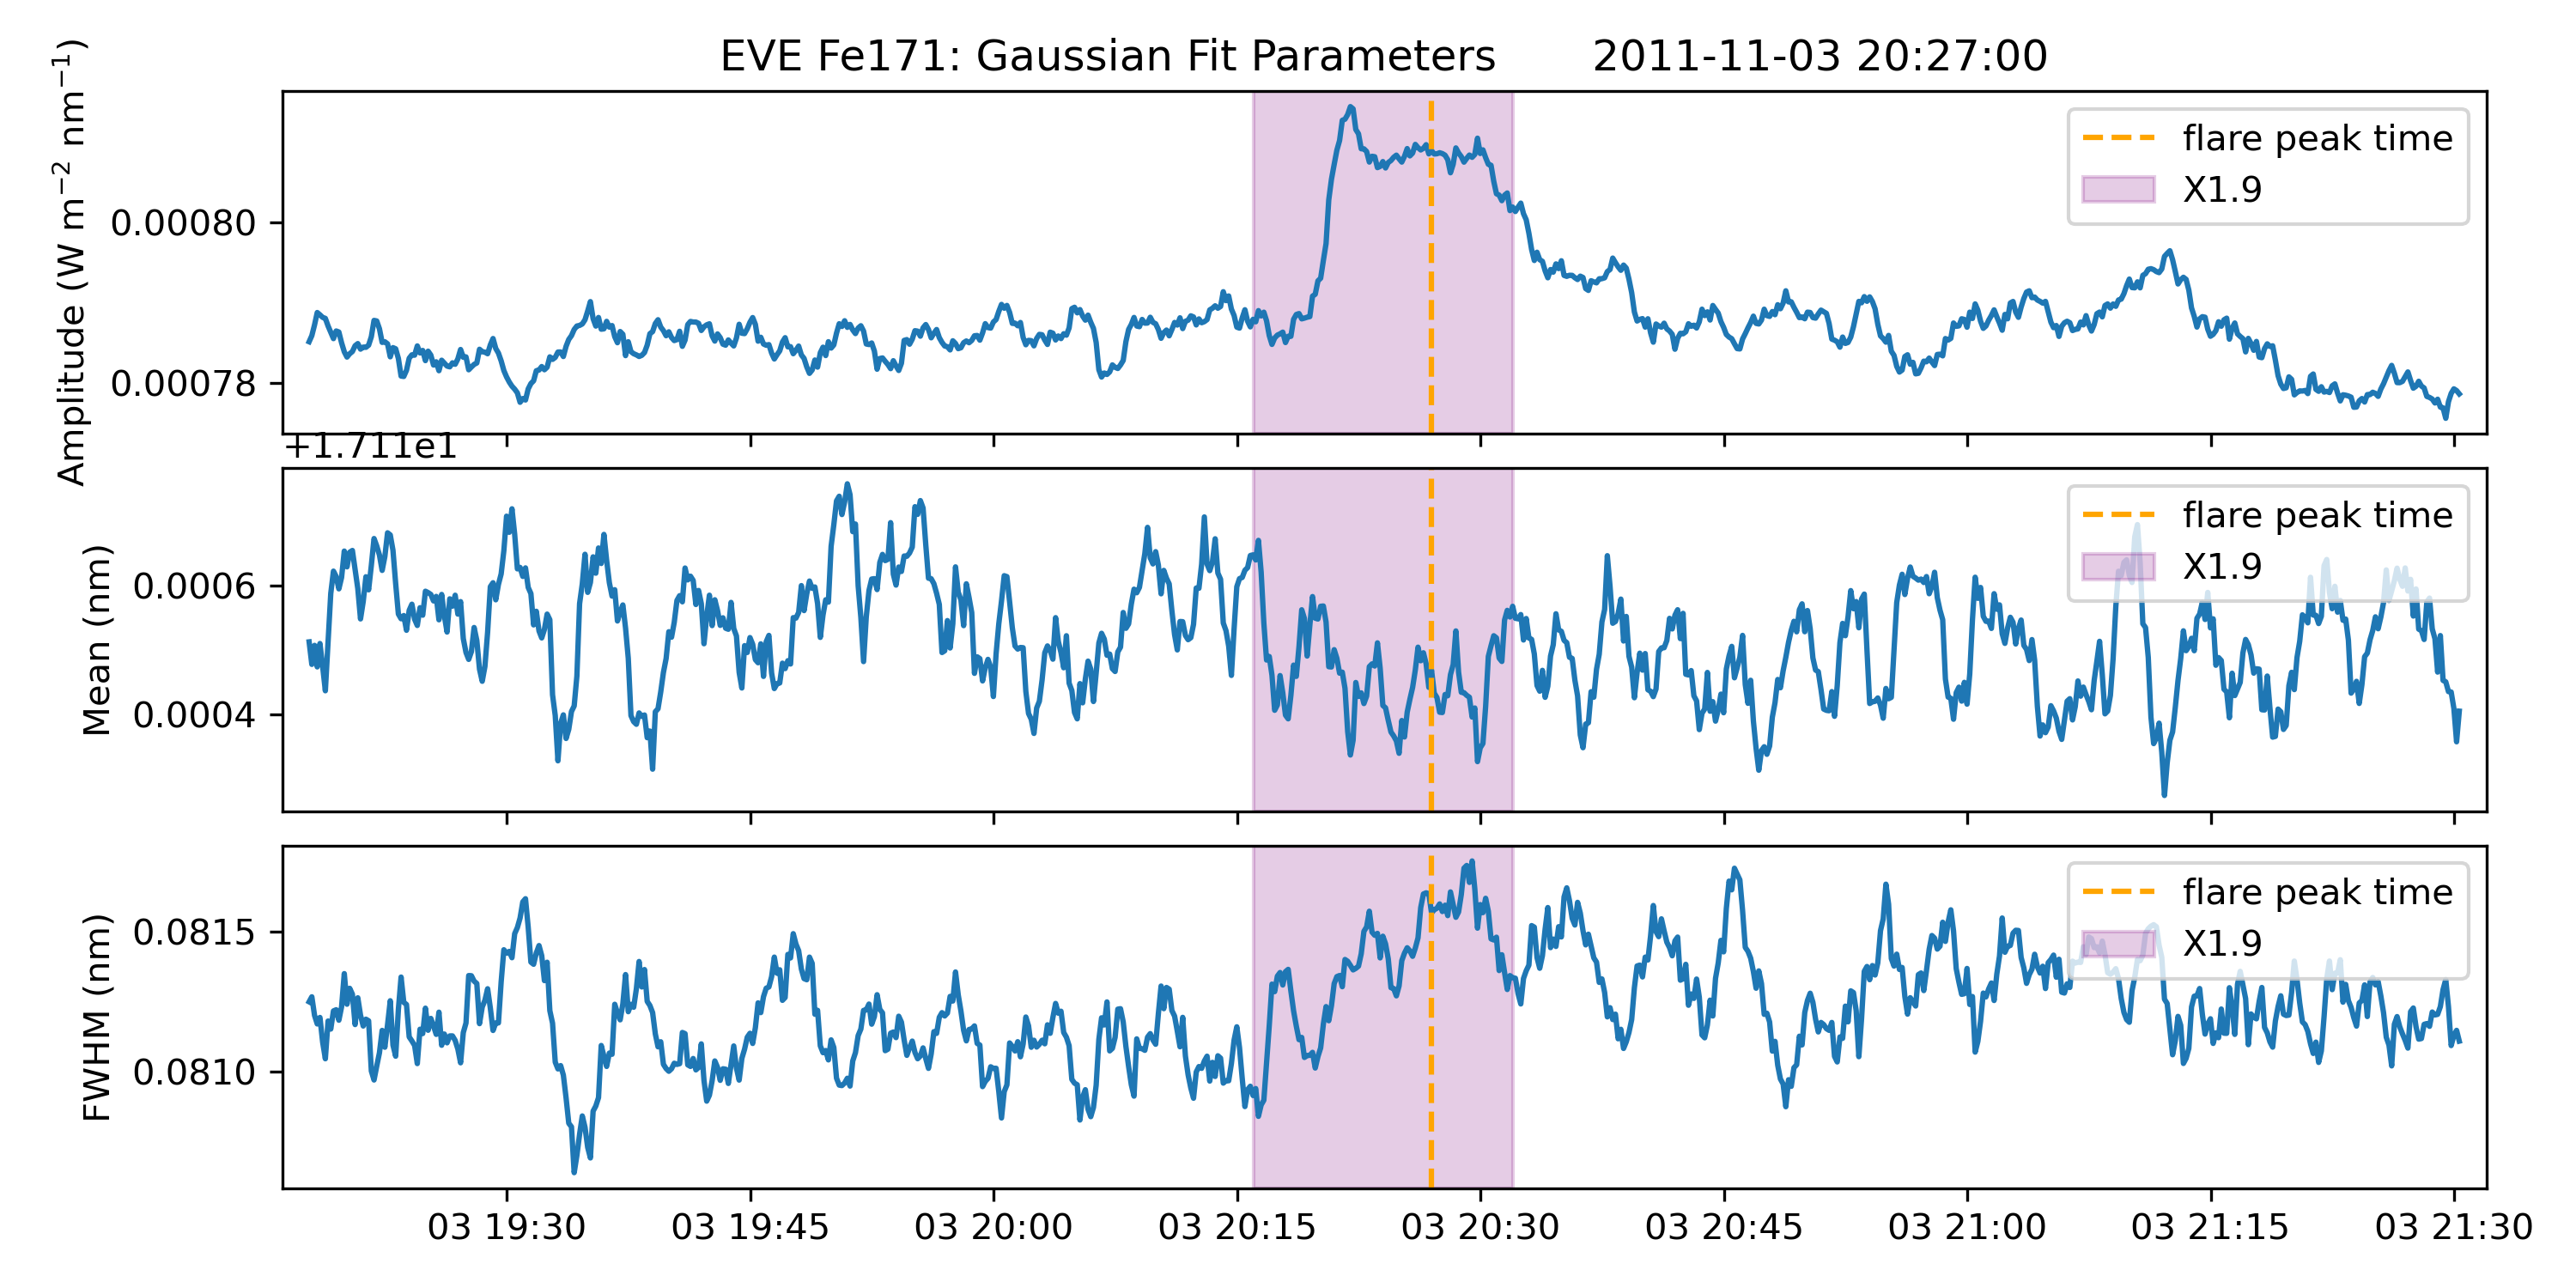 EVE Fe171: Gaussian Fit Parameters 2011-11-03 20:27:00
Amplitude (W m⁻² nm⁻¹)
0.00080
0.00078
flare peak time
X1.9
+1.711e1
Mean (nm)
0.0006
0.0004
flare peak time
X1.9
FWHM (nm)
0.0815
0.0810
flare peak time
X1.9
03 19:30 03 19:45 03 20:00 03 20:15 03 20:30 03 20:45 03 21:00 03 21:15 03 21:30